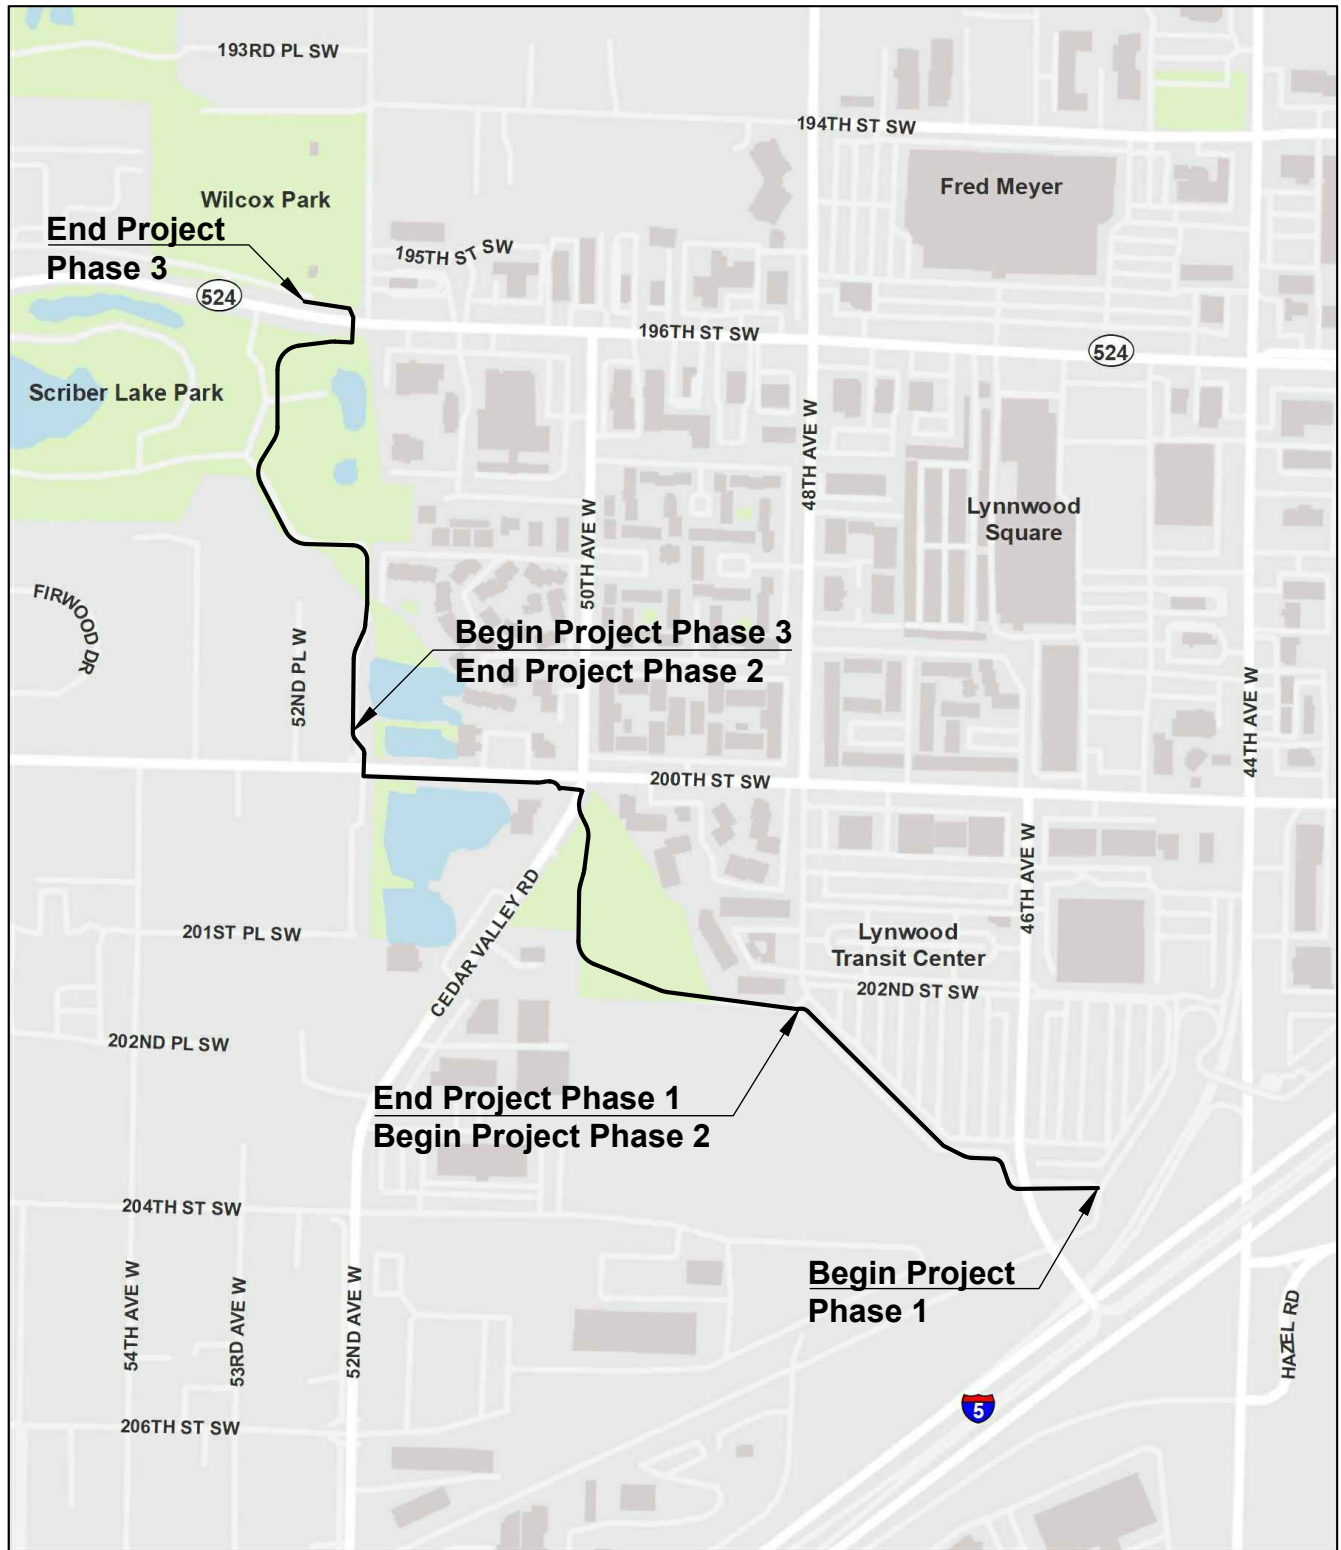 193RD PL SW
194TH ST SW
Fred Meyer
Wilcox Park
End Project
Phase 3
195TH ST SW
524
196TH ST SW
524
Scriber Lake Park
48TH AVE W
Lynnwood
Square
50TH AVE W
FIRWOOD DR
52ND PL W
Begin Project Phase 3
End Project Phase 2
44TH AVE W
200TH ST SW
46TH AVE W
CEDAR VALLEY RD
201ST PL SW
Lynwood
Transit Center
202ND ST SW
202ND PL SW
End Project Phase 1
Begin Project Phase 2
204TH ST SW
Begin Project
Phase 1
54TH AVE W
53RD AVE W
52ND AVE W
HAZEL RD
5
206TH ST SW